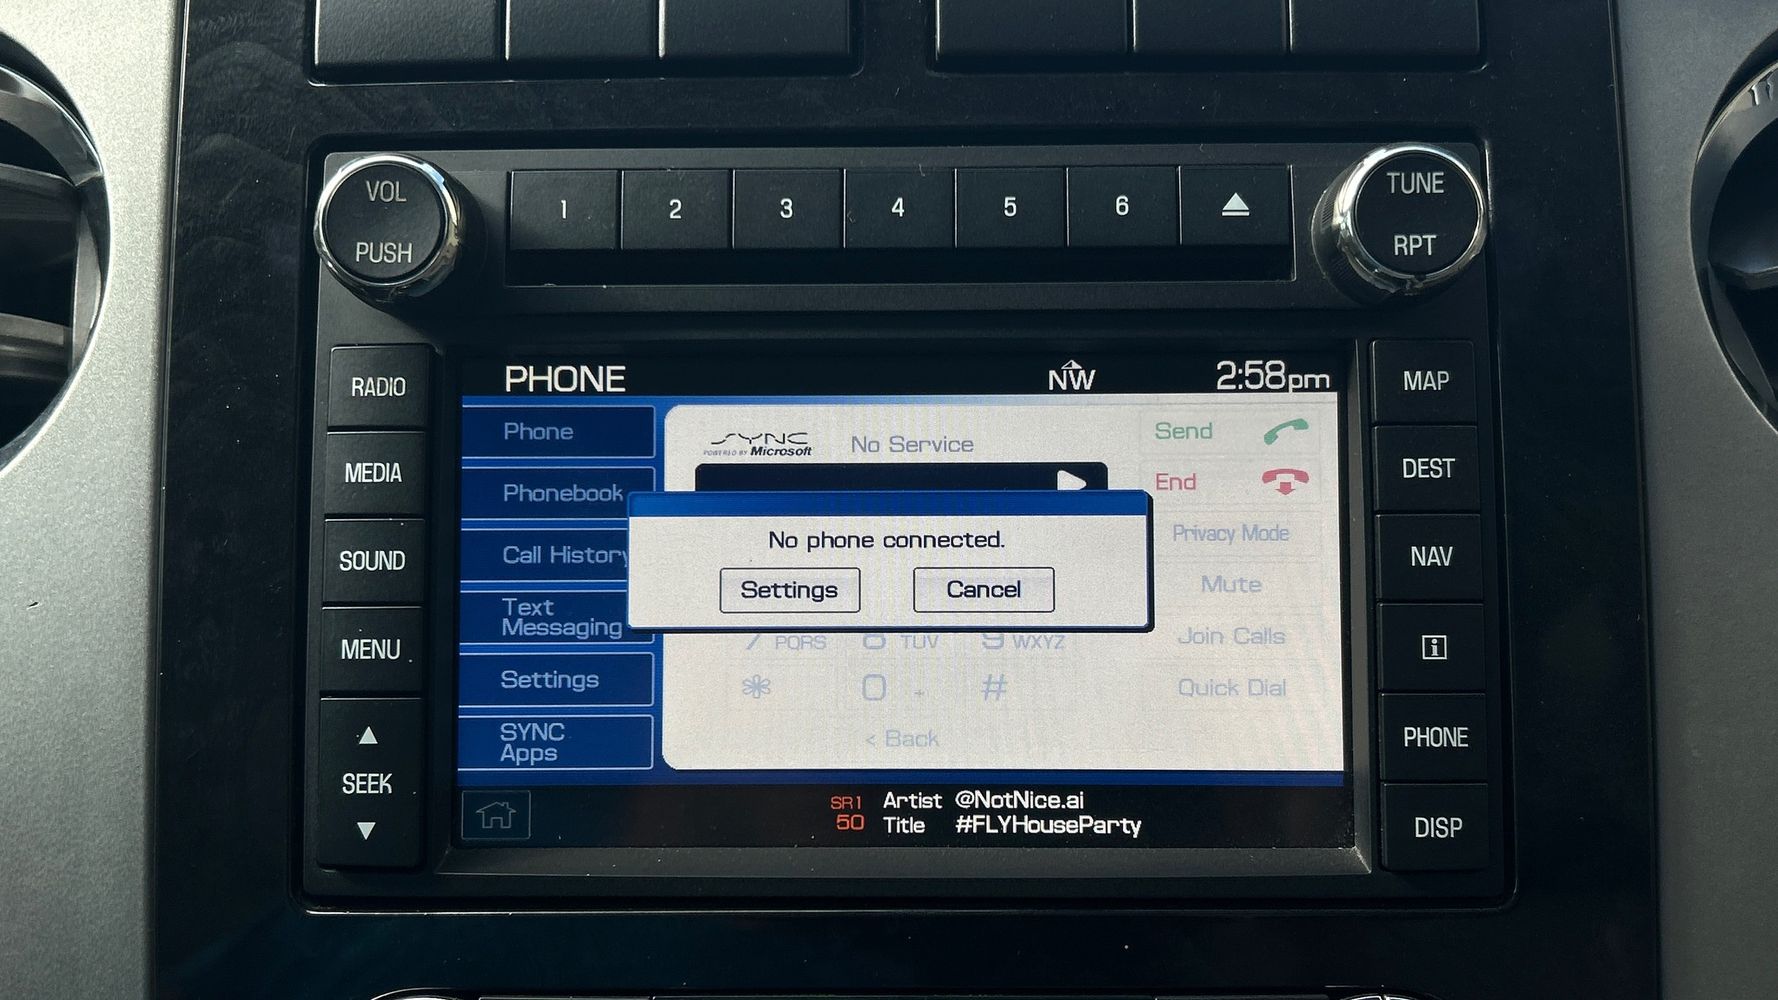 VOL
PUSH
1 2 3 4 5 6
TUNE
RPT
RADIO
MEDIA
SOUND
MENU
SEEK
PHONE NW 2:58pm
Phone
Phonebook
Call History
Text
Messaging
Settings
SYNC
Apps
SYNC
POWERED BY Microsoft
No Service
Send
End
Privacy Mode
Mute
Join Calls
Quick Dial
No phone connected.
Settings Cancel
7 PQRS 8 TUV 9 WXYZ
* 0 + #
< Back
SR1 Artist @NotNice.ai
50 Title #FLYHouseParty
MAP
DEST
NAV
i
PHONE
DISP